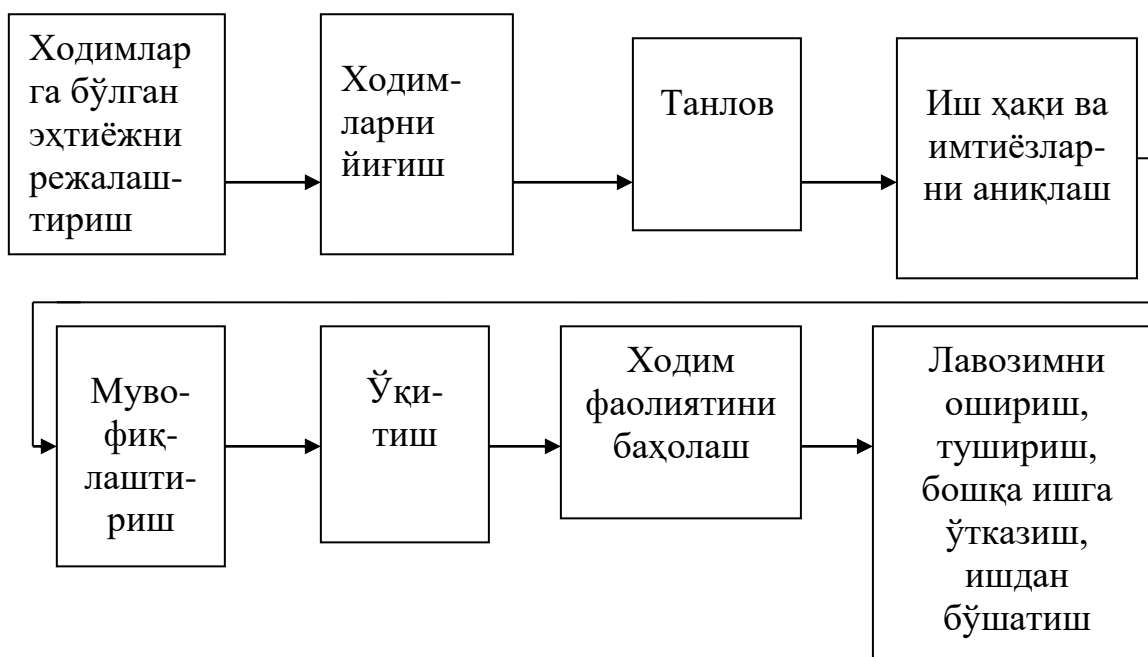 Ходимлар
га бўлган
эҳтиёжни
режалаш-
тириш
Ходим-
ларни
йиғиш
Танлов
Иш ҳақи ва
имтиёзлар-
ни аниқлаш
Муво-
фиқ-
лашти-
риш
Ўқи-
тиш
Ходим
фаолиятини
баҳолаш
Лавозимни
ошириш,
тушириш,
бошқа ишга
ўтказиш,
ишдан
бўшатиш